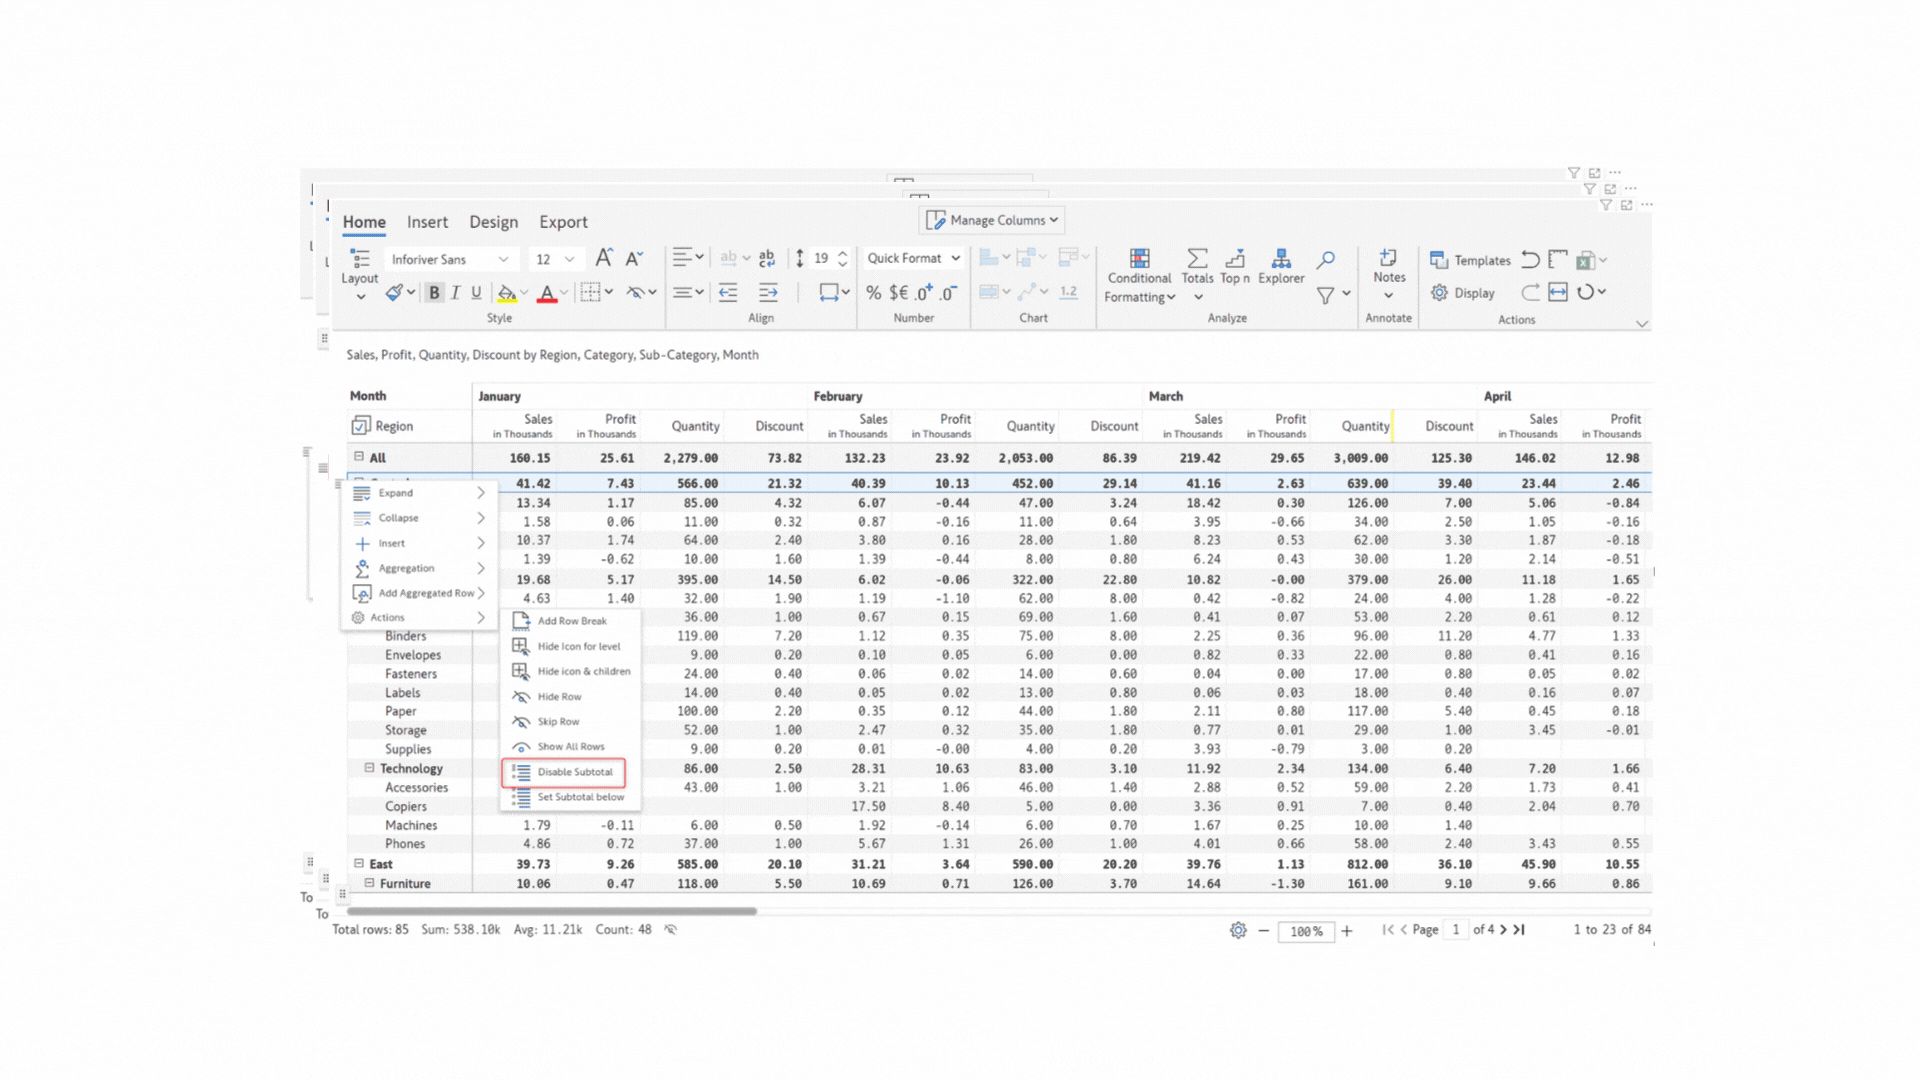 Home Insert Design Export Manage Columns
Layout Inforiver Sans 12 A A ab ab c 19 Quick Format Conditional Formatting Totals Top n Explorer Notes Templates
B I U A % $€ .0 .0 1.2 Display
Style Align Number Chart Analyze Annotate Actions
Sales, Profit, Quantity, Discount by Region, Category, Sub-Category, Month
Month January February March April
Region Sales in Thousands Profit in Thousands Quantity Discount Sales in Thousands Profit in Thousands Quantity Discount Sales in Thousands Profit in Thousands Quantity Discount Sales in Thousands Profit in Thousands
All 160.15 25.61 2,279.00 73.82 132.23 23.92 2,053.00 86.39 219.42 29.65 3,009.00 125.30 146.02 12.98
41.42 7.43 566.00 21.32 40.39 10.13 452.00 29.14 41.16 2.63 639.00 39.40 23.44 2.46
Expand
13.34 1.17 85.00 4.32 6.07 -0.44 47.00 3.24 18.42 0.30 126.00 7.00 5.06 -0.84
Collapse
1.58 0.06 11.00 0.32 0.87 -0.16 11.00 0.64 3.95 -0.66 34.00 2.50 1.05 -0.16
Insert
10.37 1.74 64.00 2.40 3.80 0.16 28.00 1.80 8.23 0.53 62.00 3.30 1.87 -0.18
1.39 -0.62 10.00 1.60 1.39 -0.44 8.00 0.80 6.24 0.43 30.00 1.20 2.14 -0.51
Aggregation
19.68 5.17 395.00 14.50 6.02 -0.06 322.00 22.80 10.82 -0.00 379.00 26.00 11.18 1.65
Add Aggregated Row
4.63 1.40 32.00 1.90 1.19 -1.10 62.00 8.00 0.42 -0.82 24.00 4.00 1.28 -0.22
Actions
Add Row Break
36.00 1.00 0.67 0.15 69.00 1.60 0.41 0.07 53.00 2.20 0.61 0.12
Binders 119.00 7.20 1.12 0.35 75.00 8.00 2.25 0.36 96.00 11.20 4.77 1.33
Hide Icon for level
Envelopes 9.00 0.20 0.10 0.05 6.00 0.00 0.82 0.33 22.00 0.80 0.41 0.16
Hide icon & children
Fasteners 24.00 0.40 0.06 0.02 14.00 0.60 0.04 0.00 17.00 0.80 0.05 0.02
Hide Row
Labels 14.00 0.40 0.05 0.02 13.00 0.80 0.06 0.03 18.00 0.40 0.16 0.07
Paper 100.00 2.20 0.35 0.12 44.00 1.80 2.11 0.80 117.00 5.40 0.45 0.18
Skip Row
Storage 52.00 1.00 2.47 0.32 35.00 1.80 0.77 0.01 29.00 1.00 3.45 -0.01
Show All Rows
Supplies 9.00 0.20 0.01 -0.00 4.00 0.20 3.93 -0.79 3.00 0.20
Technology 86.00 2.50 28.31 10.63 83.00 3.10 11.92 2.34 134.00 6.40 7.20 1.66
Disable Subtotal
Accessories 43.00 1.00 3.21 1.06 46.00 1.40 2.88 0.52 59.00 2.20 1.73 0.41
Set Subtotal below
Copiers 17.50 8.40 5.00 0.00 3.36 0.91 7.00 0.40 2.04 0.70
Machines 1.79 -0.11 6.00 0.50 1.92 -0.14 6.00 0.70 1.67 0.25 10.00 1.40
Phones 4.86 0.72 37.00 1.00 5.67 1.31 26.00 1.00 4.01 0.66 58.00 2.40 3.43 0.55
East 39.73 9.26 585.00 20.10 31.21 3.64 590.00 20.20 39.76 1.13 812.00 36.10 45.90 10.55
Furniture 10.06 0.47 118.00 5.50 10.69 0.71 126.00 3.70 14.64 -1.30 161.00 9.10 9.66 0.86
To
To
Total rows: 85 Sum: 538.10k Avg: 11.21k Count: 48 100% Page 1 of 4 1 to 23 of 84